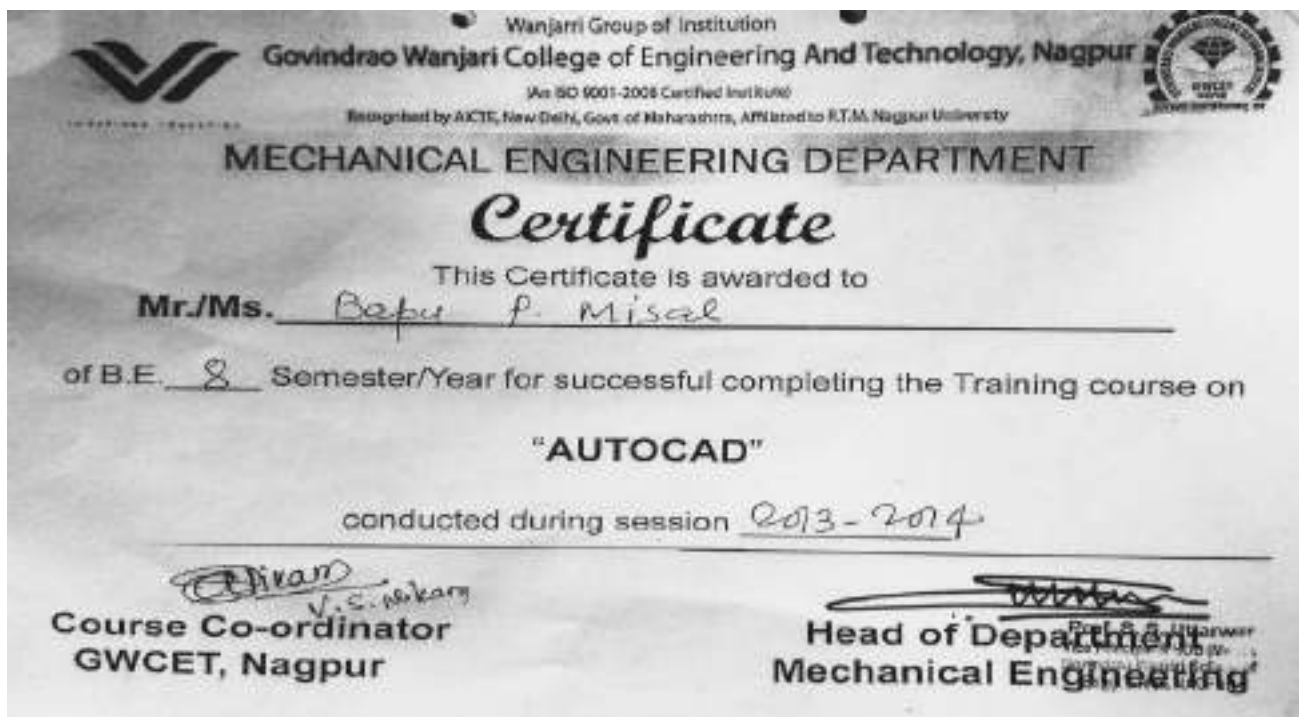 Wanjarri Group of Institution
Govindrao Wanjari College of Engineering And Technology, Nagpur
(An ISO 9001-2008 Certified Institute)
Recognised by AICTE, New Delhi, Govt. of Maharashtra, Affiliated to R.T.M. Nagpur University
GWCET
MECHANICAL ENGINEERING DEPARTMENT
Certificate
This Certificate is awarded to
Mr./Ms. Bapu P. Misal
of B.E. 8 Semester/Year for successful completing the Training course on
"AUTOCAD"
conducted during session 2013-2014
V. S.
Course Co-ordinator
GWCET, Nagpur
Prof. S. S.
Head of Department
Mechanical Engineering